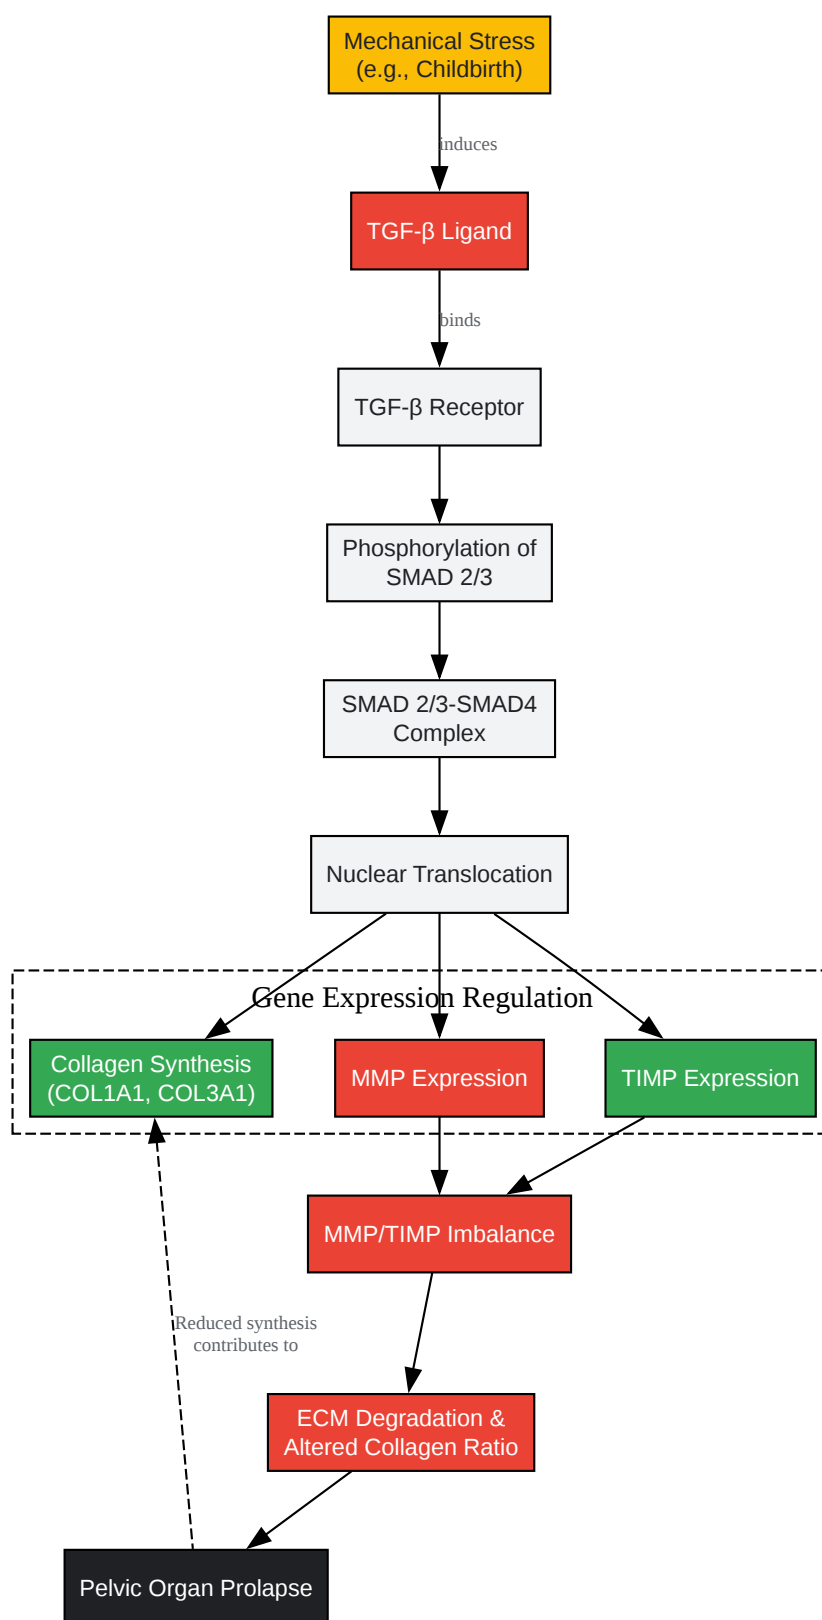 Mechanical Stress
(e.g., Childbirth)
induces
TGF-β Ligand
binds
TGF-β Receptor
Phosphorylation of
SMAD 2/3
SMAD 2/3-SMAD4
Complex
Nuclear Translocation
Gene Expression Regulation
Collagen Synthesis
(COL1A1, COL3A1)
MMP Expression
TIMP Expression
MMP/TIMP Imbalance
Reduced synthesis
contributes to
ECM Degradation &
Altered Collagen Ratio
Pelvic Organ Prolapse